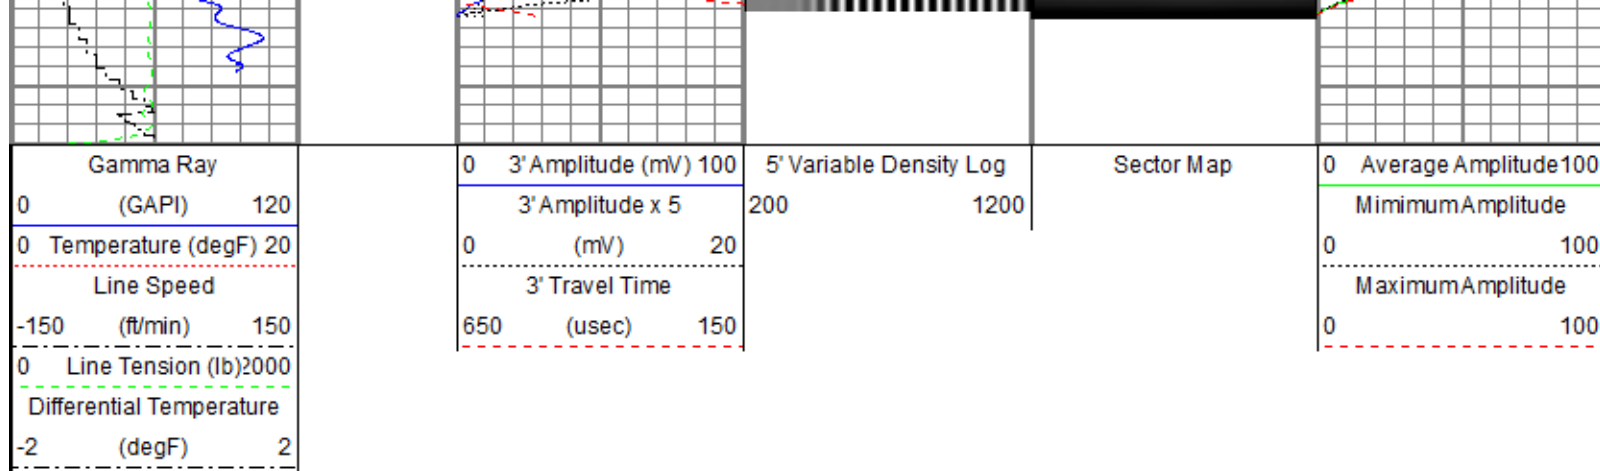 Gamma Ray
0 (GAPI) 120
0 Temperature (degF) 20
Line Speed
-150 (ft/min) 150
0 Line Tension (lb) 2000
Differential Temperature
-2 (degF) 2
0 3' Amplitude (mV) 100
3' Amplitude x 5
0 (mV) 20
3' Travel Time
650 (usec) 150
5' Variable Density Log
200 1200
Sector Map
0 Average Amplitude 100
Mimimum Amplitude
0 100
Maximum Amplitude
0 100